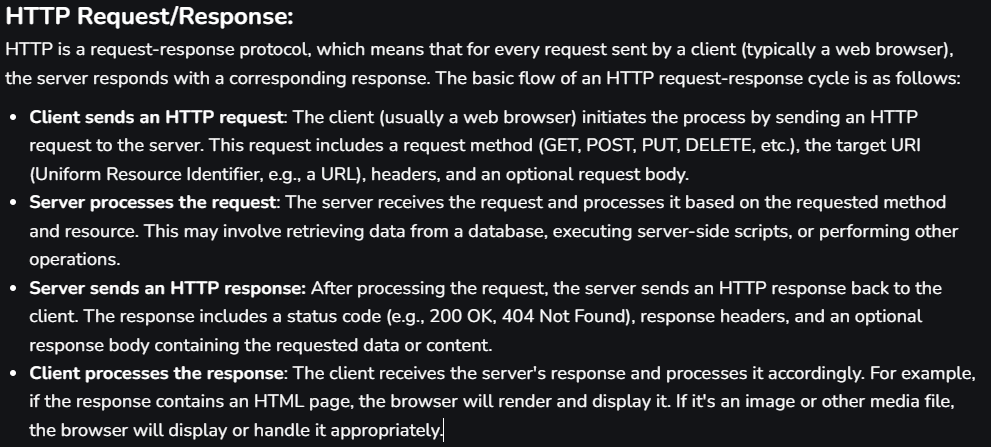 HTTP Request/Response:
HTTP is a request-response protocol, which means that for every request sent by a client (typically a web browser),
the server responds with a corresponding response. The basic flow of an HTTP request-response cycle is as follows:
• Client sends an HTTP request: The client (usually a web browser) initiates the process by sending an HTTP
request to the server. This request includes a request method (GET, POST, PUT, DELETE, etc.), the target URI
(Uniform Resource Identifier, e.g., a URL), headers, and an optional request body.
• Server processes the request: The server receives the request and processes it based on the requested method
and resource. This may involve retrieving data from a database, executing server-side scripts, or performing other
operations.
• Server sends an HTTP response: After processing the request, the server sends an HTTP response back to the
client. The response includes a status code (e.g., 200 OK, 404 Not Found), response headers, and an optional
response body containing the requested data or content.
• Client processes the response: The client receives the server's response and processes it accordingly. For example,
if the response contains an HTML page, the browser will render and display it. If it's an image or other media file,
the browser will display or handle it appropriately.